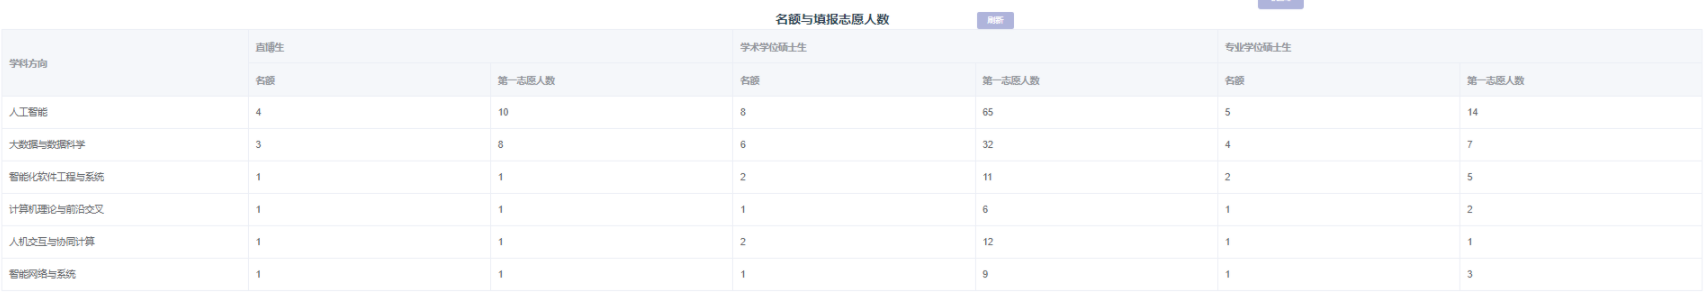 名额与填报志愿人数 刷新
学科方向 直博生 学术学位硕士生 专业学位硕士生
名额 第一志愿人数 名额 第一志愿人数 名额 第一志愿人数
人工智能 4 10 8 65 5 14
大数据与数据科学 3 8 6 32 4 7
智能化软件工程与系统 1 1 2 11 2 5
计算机理论与前沿交叉 1 1 1 6 1 2
人机交互与协同计算 1 1 2 12 1 1
智能网络与系统 1 1 1 9 1 3